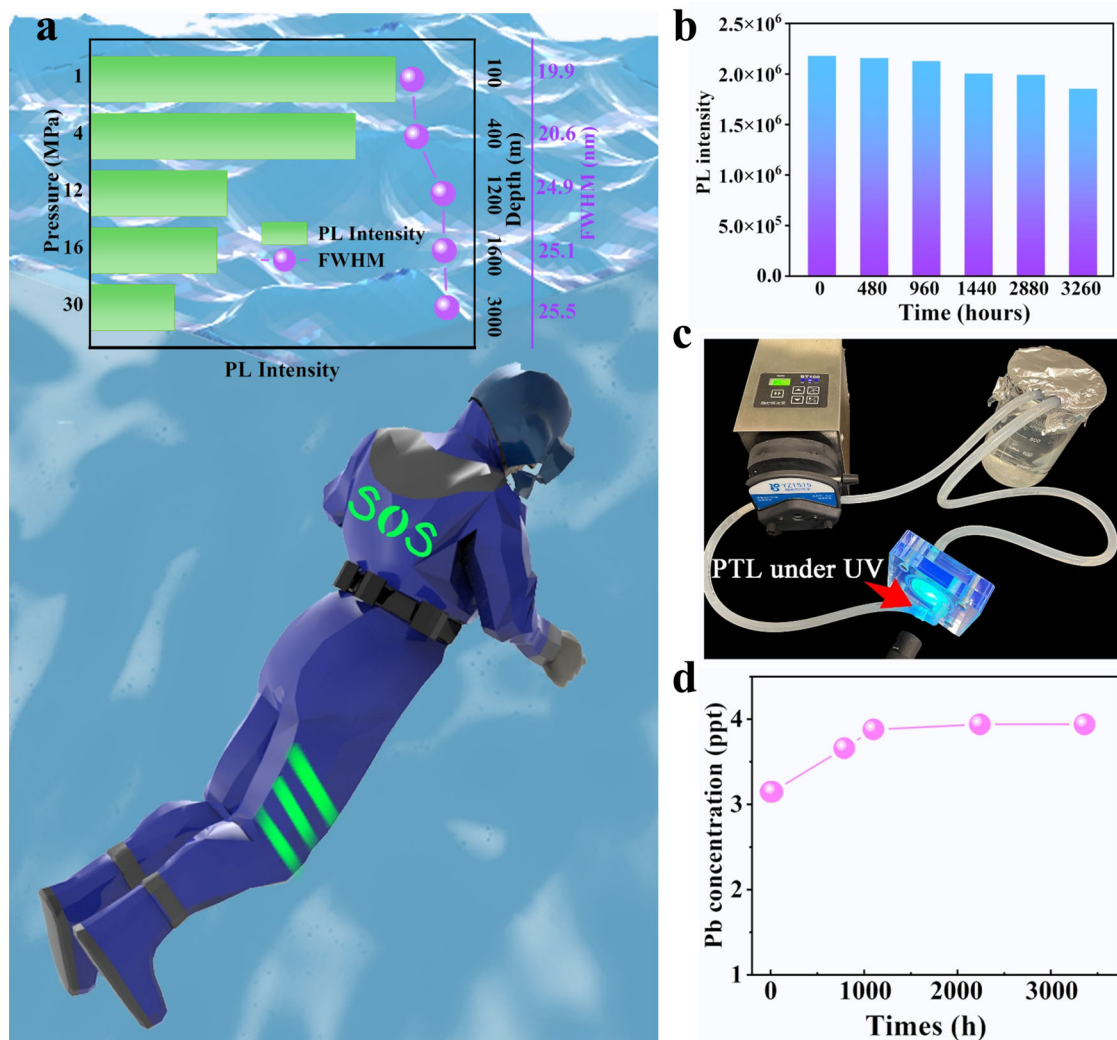 a
Pressure (MPa)
1
4
12
16
30
PL Intensity
FWHM
PL Intensity
100
400
1200
1600
3000
Depth (m)
19.9
20.6
24.9
25.1
25.5
FWHM (nm)
SOS
b
PL intensity
2.5×10⁶
2.0×10⁶
1.5×10⁶
1.0×10⁶
5.0×10⁵
0.0
0 480 960 1440 2880 3260
Time (hours)
c
BT100
YZ1515
PTL under UV
d
Pb concentration (ppt)
4
3
2
1
0 1000 2000 3000
Times (h)